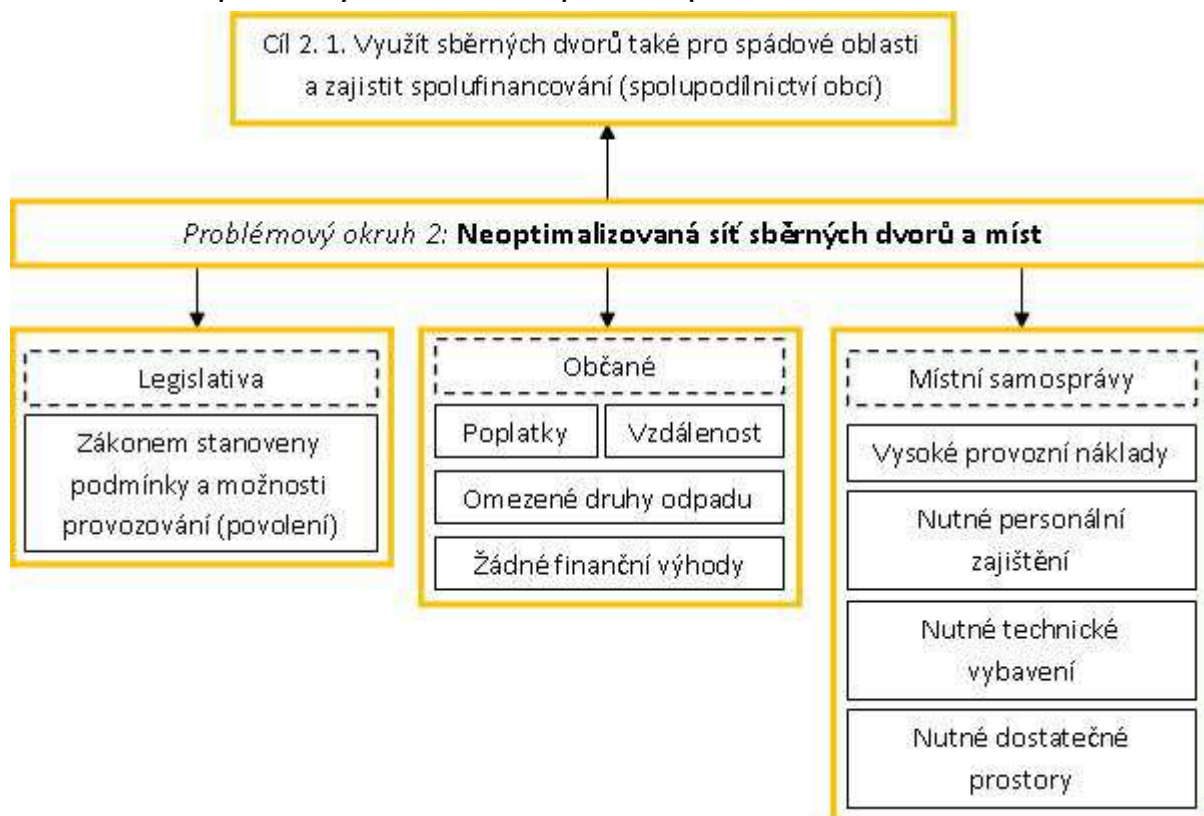 Cíl 2. 1. Využít sběrných dvorů také pro spádové oblasti
a zajistit spolufinancování (spolupodílnictví obcí)
Problémový okruh 2: Neoptimalizovaná síť sběrných dvorů a míst
Legislativa
Zákonem stanoveny
podmínky a možnosti
provozování (povolení)
Občané
Poplatky
Vzdálenost
Omezené druhy odpadu
Žádné finanční výhody
Místní samosprávy
Vysoké provozní náklady
Nutné personální
zajištění
Nutné technické
vybavení
Nutné dostatečné
prostory